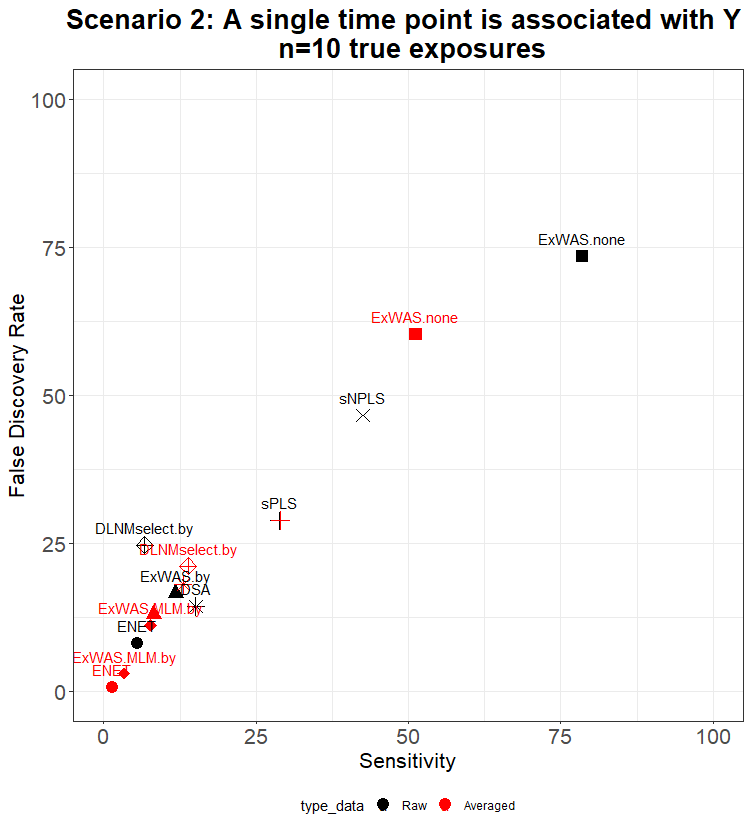 Scenario 2: A single time point is associated with Y
n=10 true exposures
False Discovery Rate
100
75
50
25
0
ExWAS.none
ExWAS.none
sNPLS
sPLS
DLNMselect.by
DLNMselect.by
ExWAS.by
DSA
ExWAS.MLM.by
ENET
ExWAS.MLM.by
ENET
0 25 50 75 100
Sensitivity
type_data Raw Averaged